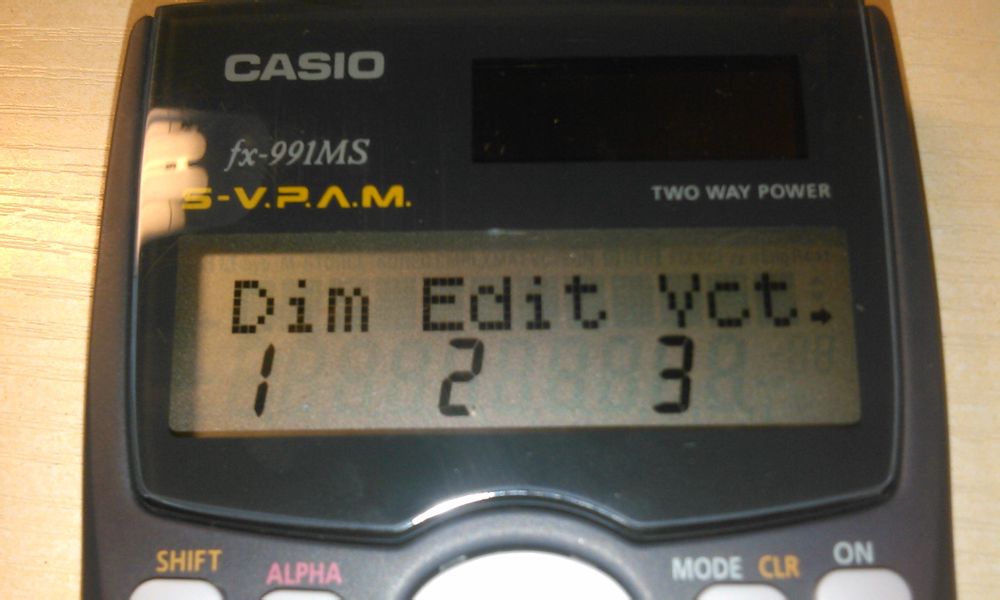 CASIO
fx-991MS
S-V.P.A.M.
TWO WAY POWER
Dim Edit Vct.→
1 2 3
SHIFT ALPHA MODE CLR ON